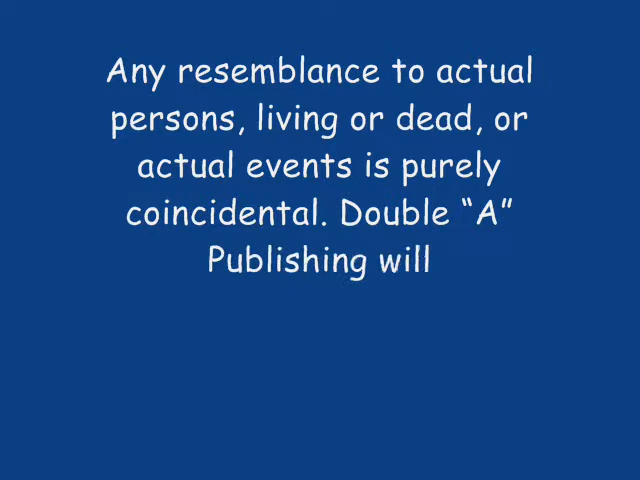 Any resemblance to actual
persons, living or dead, or
actual events is purely
coincidental. Double “A”
Publishing will